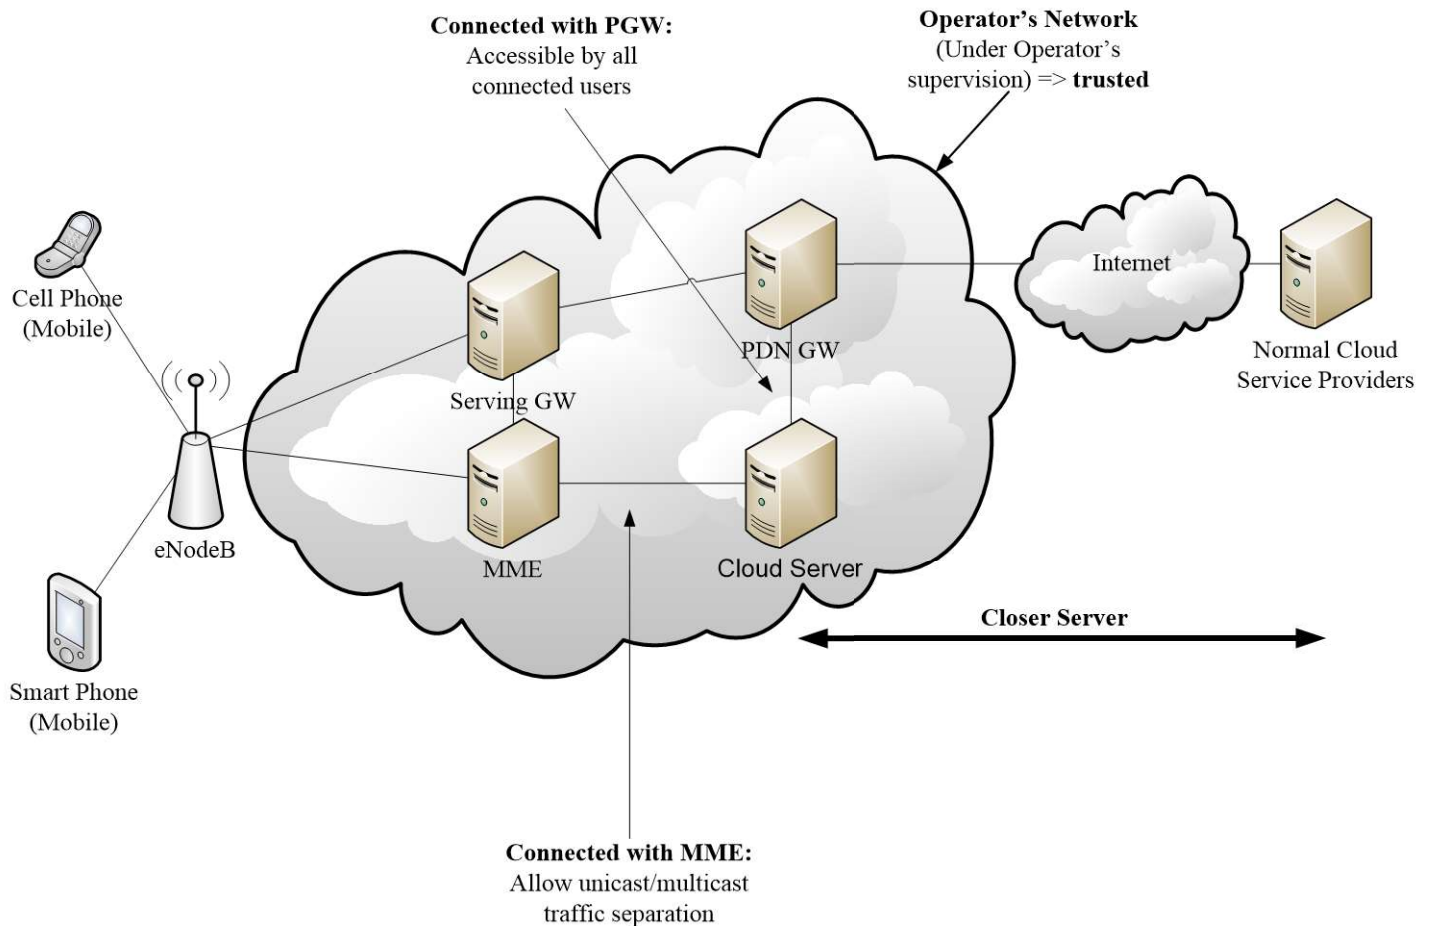 Connected with PGW:
Accessible by all
connected users
Operator's Network
(Under Operator's
supervision) => trusted
Cell Phone
(Mobile)
Internet
PDN GW
Normal Cloud
Service Providers
Serving GW
eNodeB
MME
Cloud Server
Closer Server
Smart Phone
(Mobile)
Connected with MME:
Allow unicast/multicast
traffic separation